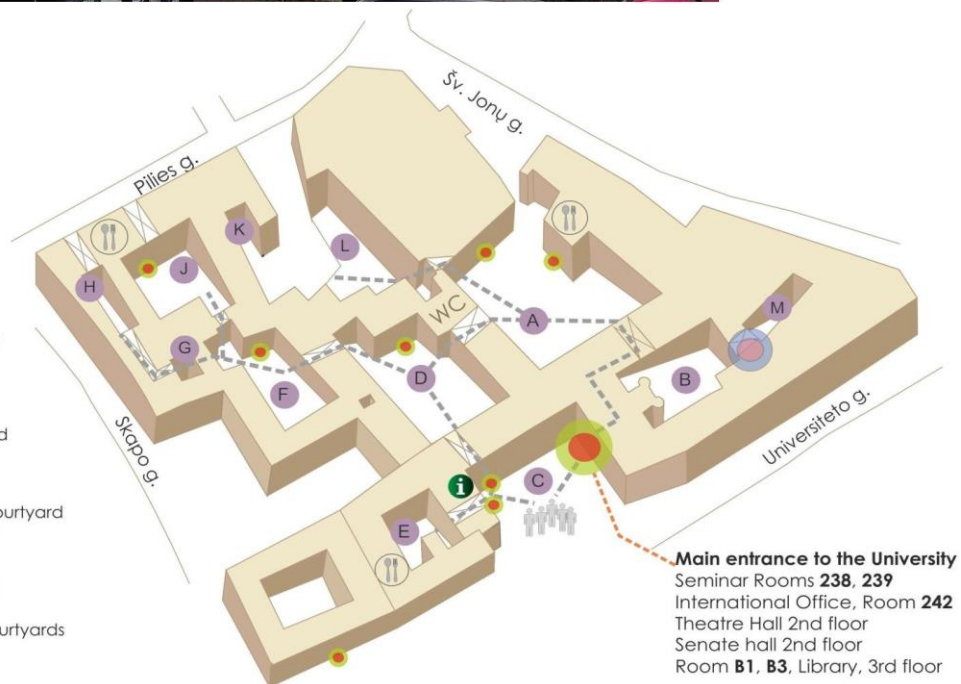 Šv. Jonų g.
Pilies g.
K
L
J
H
WC
A
M
G
D
B
F
Skapo g.
Universiteto g.
i
C
E
urtyards
Main entrance to the University
Seminar Rooms 238, 239
International Office, Room 242
Theatre Hall 2nd floor
Senate hall 2nd floor
Room B1, B3, Library, 3rd floor